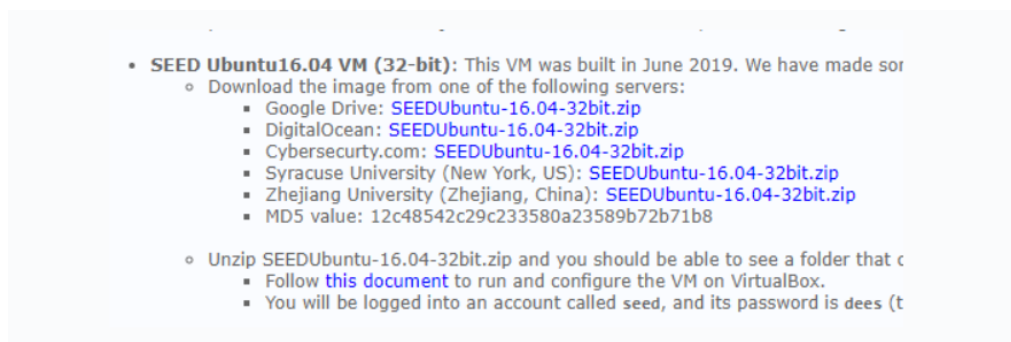 • SEED Ubuntu16.04 VM (32-bit): This VM was built in June 2019. We have made
◦ Download the image from one of the following servers:
▪ Google Drive: SEEDUbuntu-16.04-32bit.zip
▪ DigitalOcean: SEEDUbuntu-16.04-32bit.zip
▪ Cybersecurty.com: SEEDUbuntu-16.04-32bit.zip
▪ Syracuse University (New York, US): SEEDUbuntu-16.04-32bit.zip
▪ Zhejiang University (Zhejiang, China): SEEDUbuntu-16.04-32bit.zip
▪ MD5 value: 12c48542c29c233580a23589b72b71b8
◦ Unzip SEEDUbuntu-16.04-32bit.zip and you should be able to see a folder that
▪ Follow this document to run and configure the VM on VirtualBox.
▪ You will be logged into an account called seed, and its password is dees (t